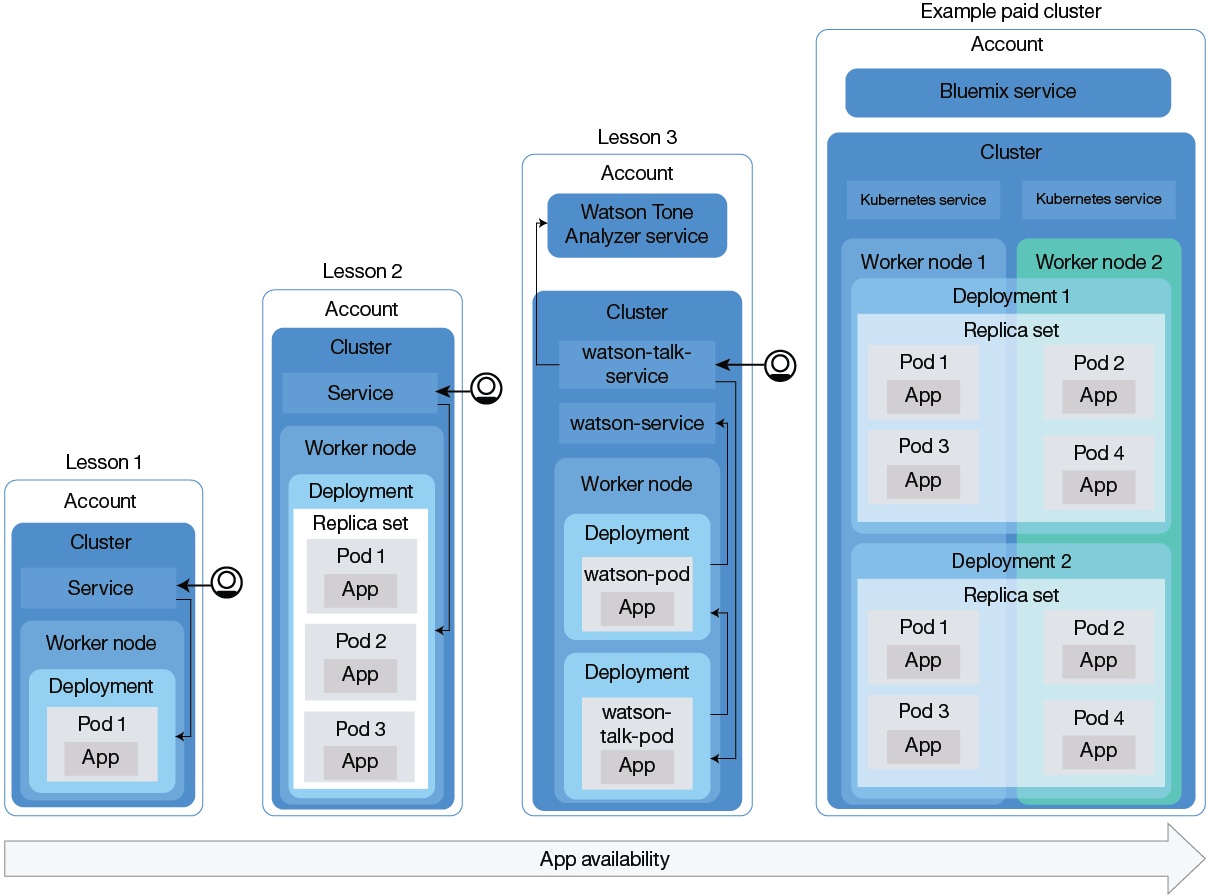 Lesson 1
Account
Cluster
Service
Worker node
Deployment
Pod 1
App
Lesson 2
Account
Cluster
Service
Worker node
Deployment
Replica set
Pod 1
App
Pod 2
App
Pod 3
App
Lesson 3
Account
Watson Tone
Analyzer service
Cluster
watson-talk-
service
watson-service
Worker node
Deployment
watson-pod
App
Deployment
watson-
talk-pod
App
Example paid cluster
Account
Bluemix service
Cluster
Kubernetes service
Kubernetes service
Worker node 1
Worker node 2
Deployment 1
Replica set
Pod 1
App
Pod 2
App
Pod 3
App
Pod 4
App
Deployment 2
Replica set
Pod 1
App
Pod 2
App
Pod 3
App
Pod 4
App
App availability